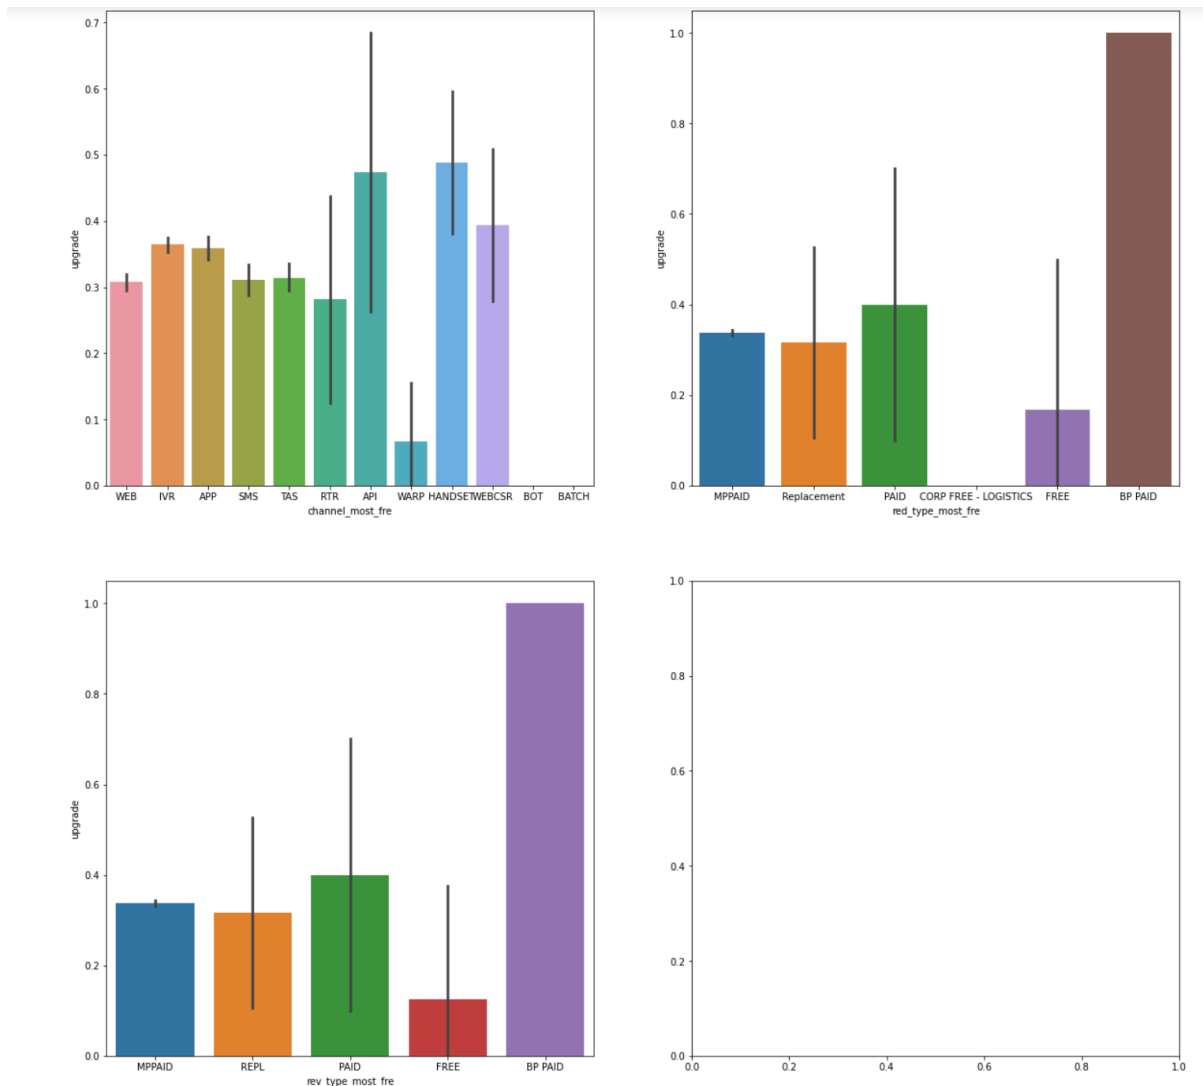 0.7
0.6
0.5
0.4
0.3
0.2
0.1
0.0
upgrade
WEB IVR APP SMS TAS RTR API WARP HANDSET WEBCSR BOT BATCH
channel_most_fre
1.0
0.8
0.6
0.4
0.2
0.0
upgrade
MPPAID Replacement PAID CORP FREE - LOGISTICS FREE BP PAID
red_type_most_fre
1.0
0.8
0.6
0.4
0.2
0.0
upgrade
MPPAID REPL PAID FREE BP PAID
rev_type_most_fre
1.0
0.8
0.6
0.4
0.2
0.0
0.0 0.2 0.4 0.6 0.8 1.0